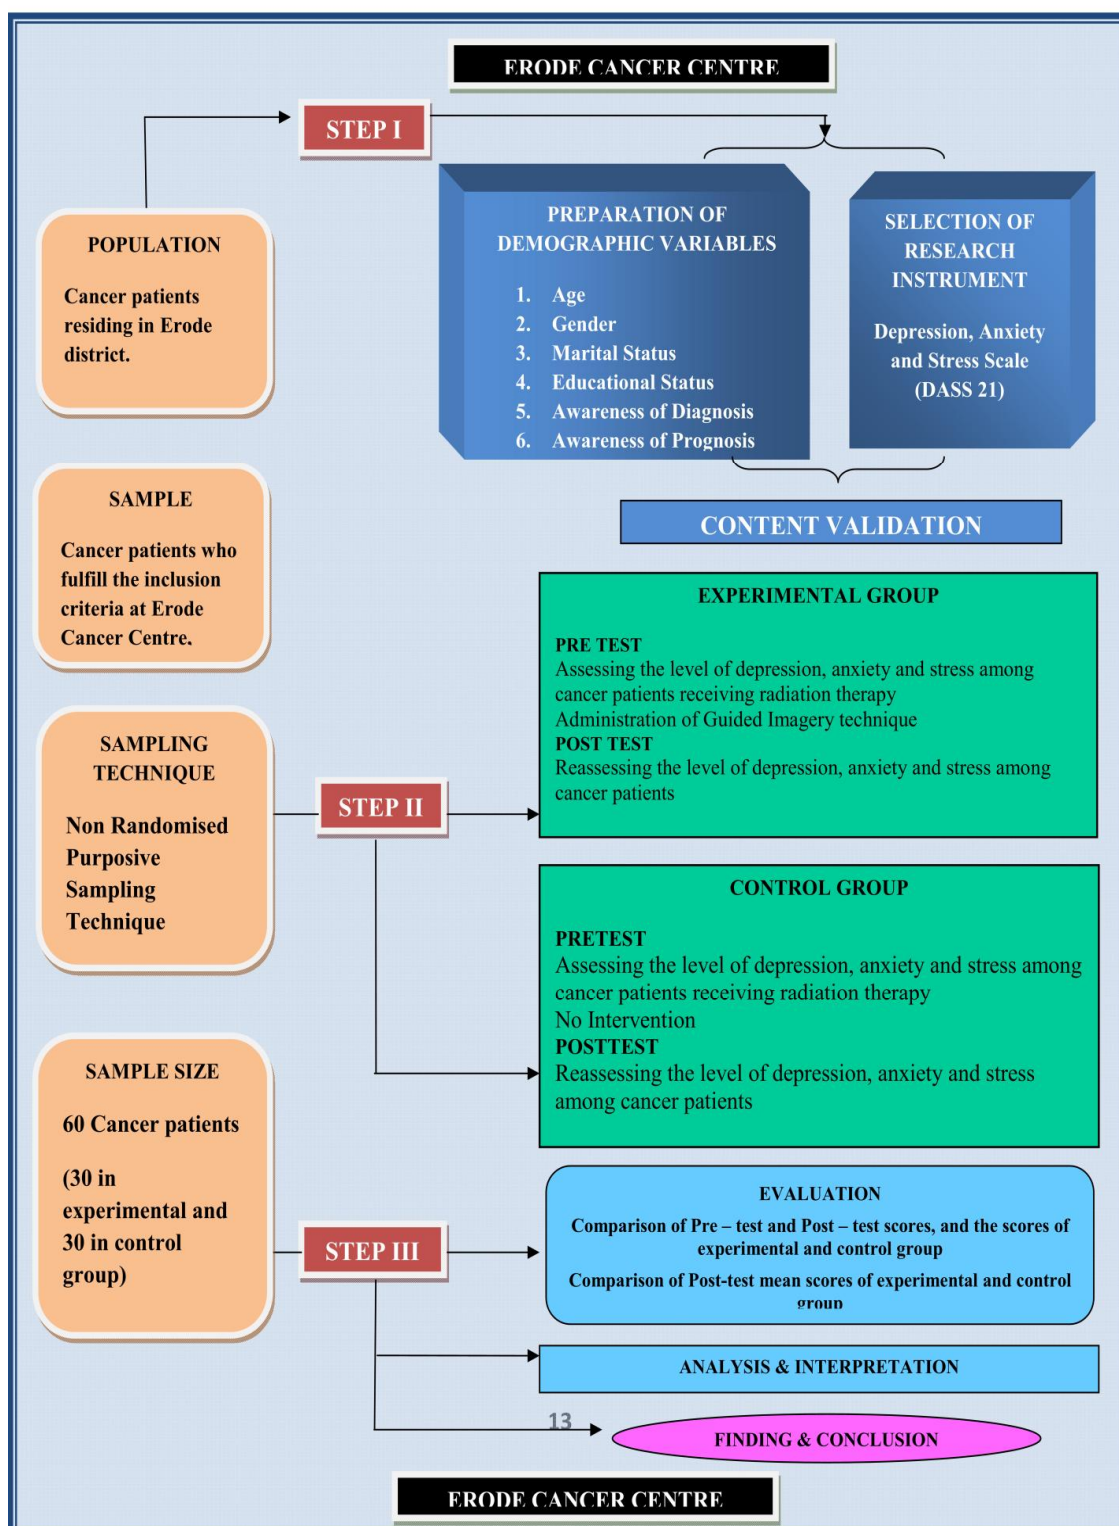 ERODE CANCER CENTRE
STEP I
PREPARATION OF
DEMOGRAPHIC VARIABLES
1. Age
2. Gender
3. Marital Status
4. Educational Status
5. Awareness of Diagnosis
6. Awareness of Prognosis
SELECTION OF
RESEARCH
INSTRUMENT
Depression, Anxiety
and Stress Scale
(DASS 21)
POPULATION
Cancer patients
residing in Erode
district.
CONTENT VALIDATION
SAMPLE
Cancer patients who
fulfill the inclusion
criteria at Erode
Cancer Centre.
SAMPLING
TECHNIQUE
Non Randomised
Purposive
Sampling
Technique
STEP II
EXPERIMENTAL GROUP
PRE TEST
Assessing the level of depression, anxiety and stress among
cancer patients receiving radiation therapy
Administration of Guided Imagery technique
POST TEST
Reassessing the level of depression, anxiety and stress among
cancer patients
CONTROL GROUP
PRETEST
Assessing the level of depression, anxiety and stress among
cancer patients receiving radiation therapy
No Intervention
POSTTEST
Reassessing the level of depression, anxiety and stress
among cancer patients
SAMPLE SIZE
60 Cancer patients
(30 in
experimental and
30 in control
group)
STEP III
EVALUATION
Comparison of Pre – test and Post – test scores, and the scores of
experimental and control group
Comparison of Post-test mean scores of experimental and control
group
ANALYSIS & INTERPRETATION
13
FINDING & CONCLUSION
ERODE CANCER CENTRE